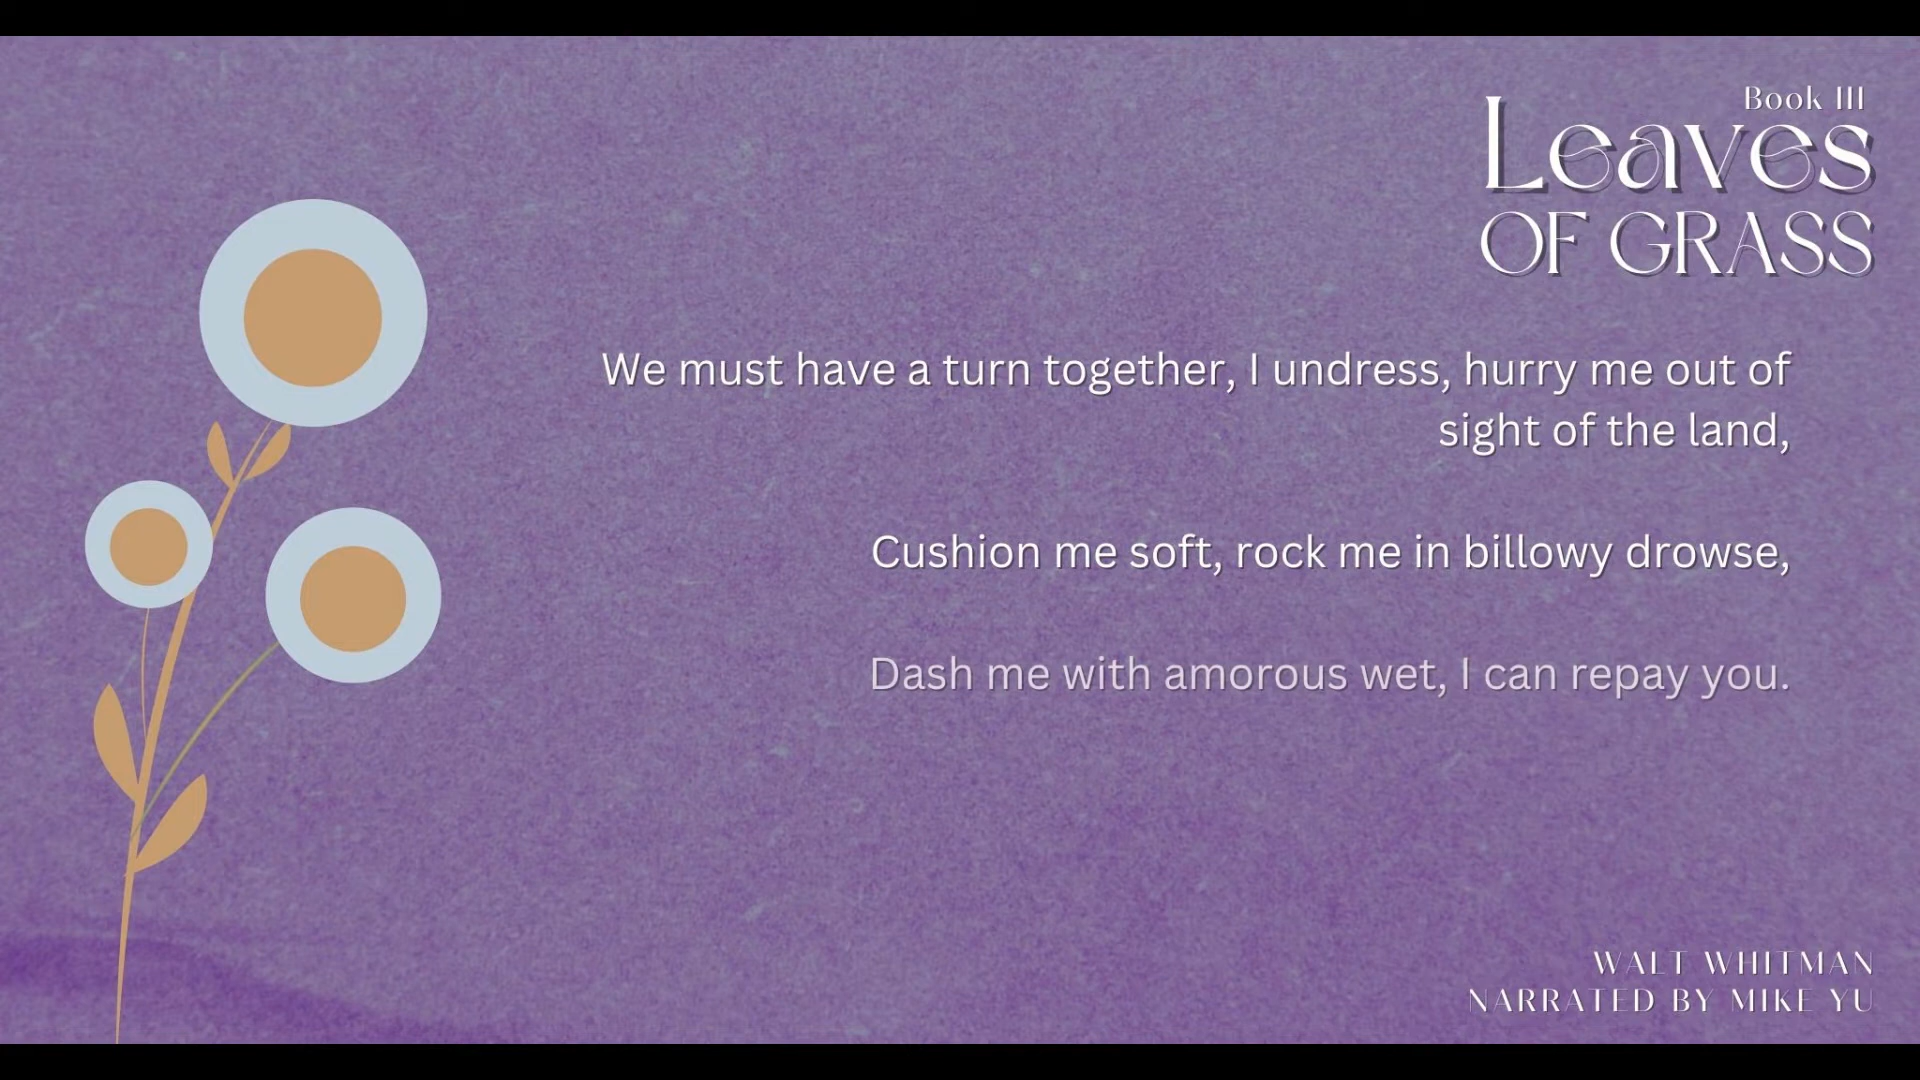 Book III
Leaves
OF GRASS
We must have a turn together, I undress, hurry me out of
sight of the land,
Cushion me soft, rock me in billowy drowse,
Dash me with amorous wet, I can repay you.
WALT WHITMAN
NARRATED BY MIKE YU